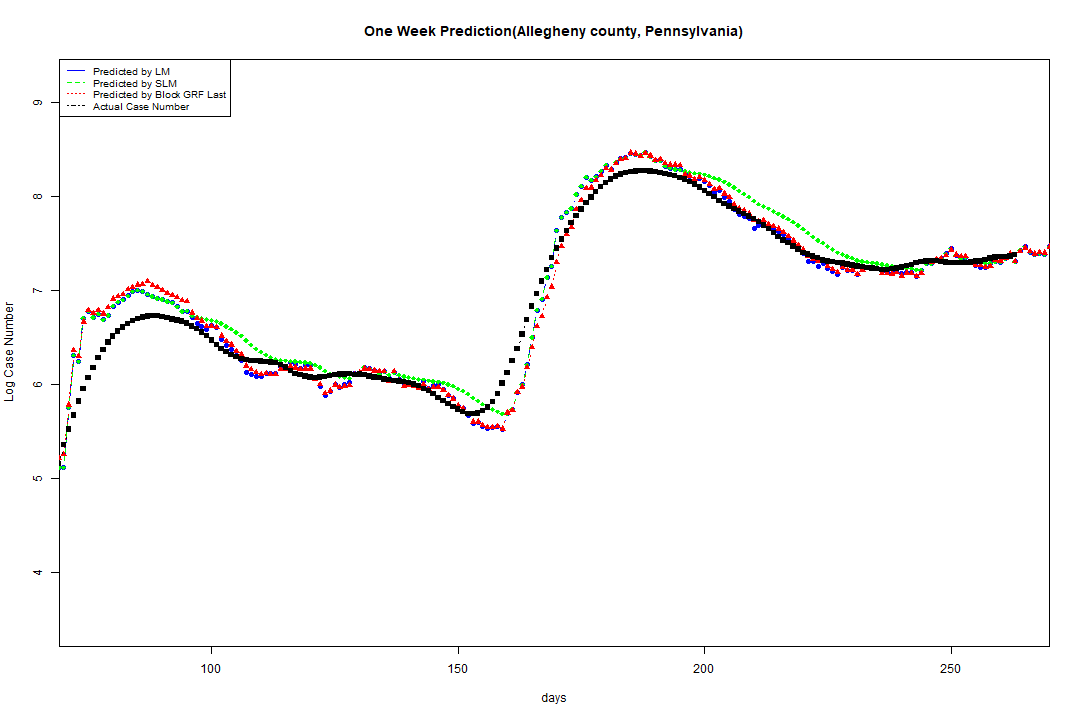 One Week Prediction(Allegheny county, Pennsylvania)
Predicted by LM
Predicted by SLM
Predicted by Block GRF Last
Actual Case Number
9
8
7
6
5
4
Log Case Number
100 150 200 250
days